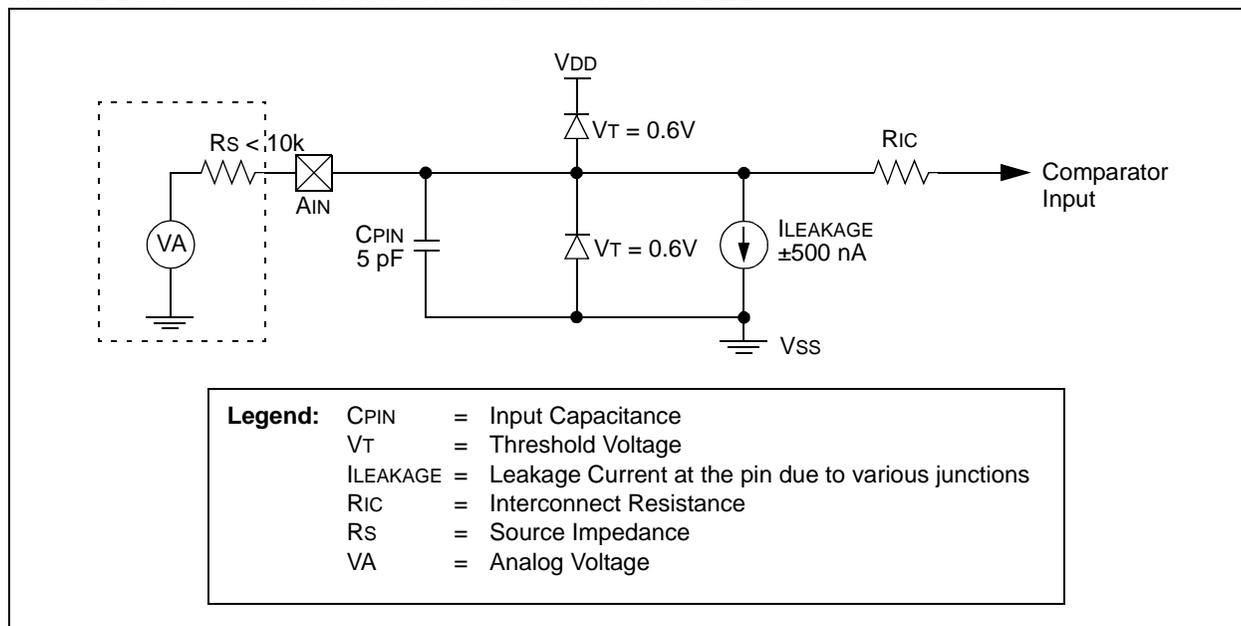 VDD
VT = 0.6V
RS < 10k
RIC
AIN
Comparator
Input
VA
CPIN
5 pF
VT = 0.6V
ILEAKAGE
±500 nA
VSS
Legend: CPIN = Input Capacitance
VT = Threshold Voltage
ILEAKAGE = Leakage Current at the pin due to various junctions
RIC = Interconnect Resistance
RS = Source Impedance
VA = Analog Voltage